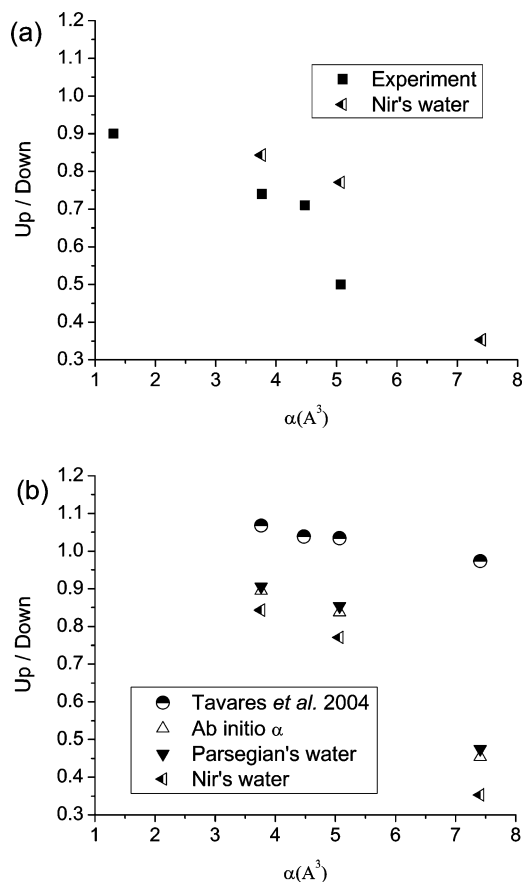 (a)
1.2
1.1
1.0
0.9
0.8
0.7
0.6
0.5
0.4
0.3
Up / Down
Experiment
Nir's water
1 2 3 4 5 6 7 8
α(A³)
(b)
1.2
1.1
1.0
0.9
0.8
0.7
0.6
0.5
0.4
0.3
Up / Down
Tavares et al. 2004
Ab initio α
Parsegian's water
Nir's water
1 2 3 4 5 6 7 8
α(A³)